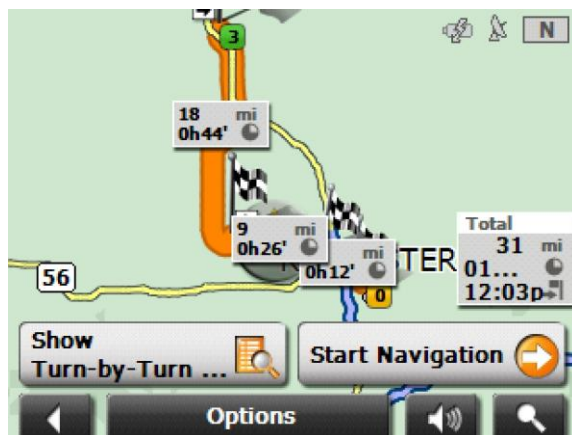 N
3
18 mi
0h44'
9 mi
0h26'
mi
0h12'
STER
Total
31 mi
01...
12:03p
56
0
Show
Turn-by-Turn ...
Start Navigation
Options